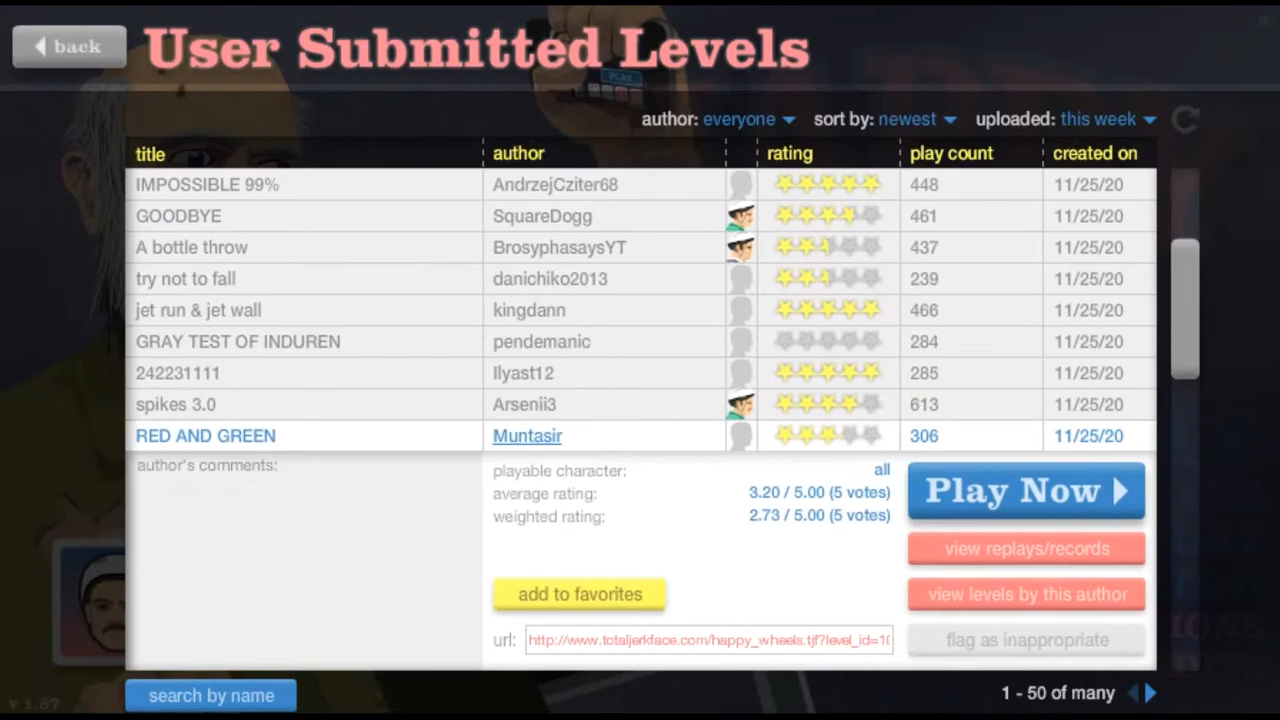 back
User Submitted Levels
author: everyone sort by: newest uploaded: this week
title author rating play count created on
IMPOSSIBLE 99% AndrzejCziter68 448 11/25/20
GOODBYE SquareDogg 461 11/25/20
A bottle throw BrosyphasaysYT 437 11/25/20
try not to fall danichiko2013 239 11/25/20
jet run & jet wall kingdann 466 11/25/20
GRAY TEST OF INDUREN pendemanic 284 11/25/20
242231111 Ilyast12 285 11/25/20
spikes 3.0 Arsenii3 613 11/25/20
RED AND GREEN Muntasir 306 11/25/20
author's comments:
playable character: all
average rating: 3.20 / 5.00 (5 votes)
weighted rating: 2.73 / 5.00 (5 votes)
Play Now
view replays/records
add to favorites
view levels by this author
url: http://www.totaljerkface.com/happy_wheels.tjf?level_id=1(
flag as inappropriate
search by name
1 - 50 of many
v 1.87